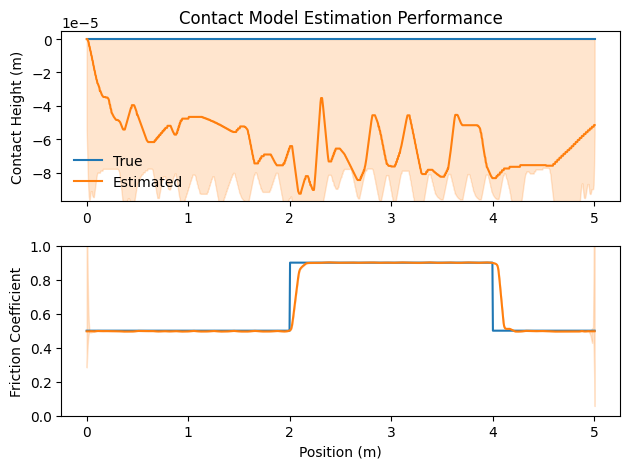 Contact Model Estimation Performance
1e−5
Contact Height (m)
0
−2
−4
−6
−8
True
Estimated
0 1 2 3 4 5
Friction Coefficient
1.0
0.8
0.6
0.4
0.2
0.0
0 1 2 3 4 5
Position (m)